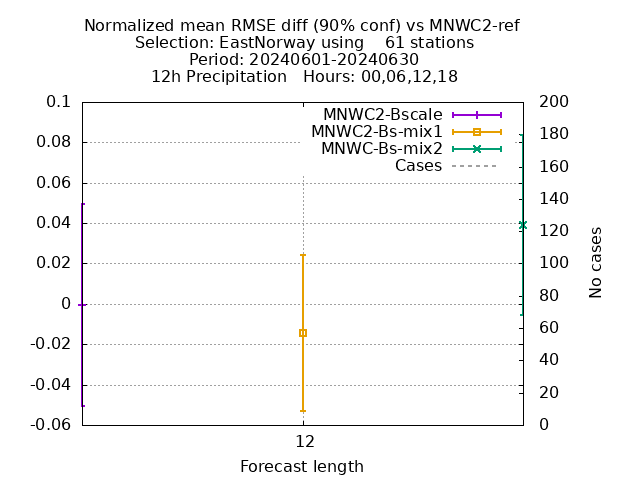 Normalized mean RMSE diff (90% conf) vs MNWC2-ref
Selection: EastNorway using    61 stations
Period: 20240601-20240630
12h Precipitation   Hours: 00,06,12,18
MNWC2-Bscale
MNWC2-Bs-mix1
MNWC-Bs-mix2
Cases
0.1
0.08
0.06
0.04
0.02
0
-0.02
-0.04
-0.06
200
180
160
140
120
100
80
60
40
20
0
No cases
12
Forecast length